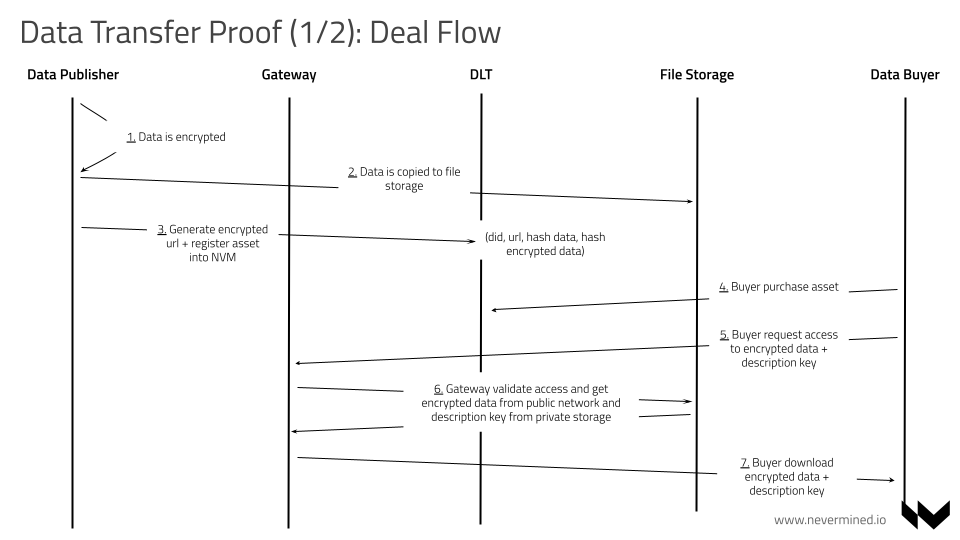 Data Transfer Proof (1/2): Deal Flow
Data Publisher
Gateway
DLT
File Storage
Data Buyer
1. Data is encrypted
2. Data is copied to file
storage
3. Generate encrypted
url + register asset
into NVM
(did, url, hash data, hash
encrypted data)
4. Buyer purchase asset
5. Buyer request access
to encrypted data +
description key
6. Gateway validate access and get
encrypted data from public network and
description key from private storage
7. Buyer download
encrypted data +
description key
www.nevermined.io